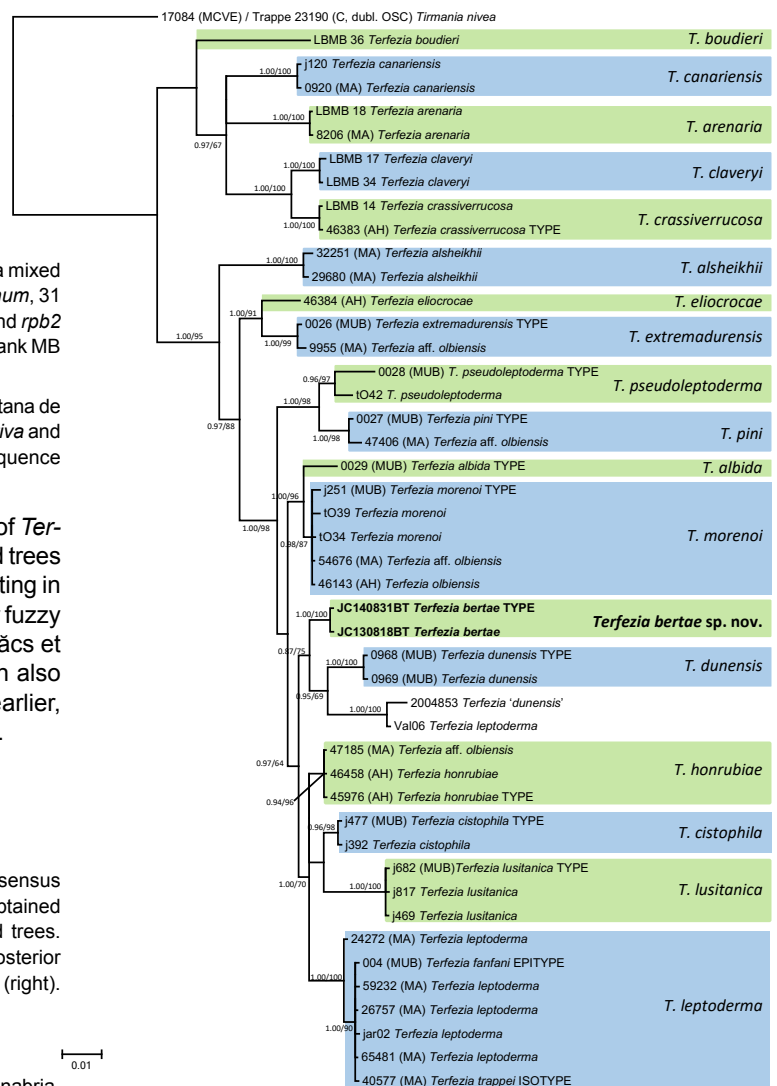 17084 (MCVE) / Trappe 23190 (C, dubl. OSC) Tirmania nivea
LBMB 36 Terfezia boudieri
T. boudieri
j120 Terfezia canariensis
1.00/100
0920 (MA) Terfezia canariensis
T. canariensis
LBMB 18 Terfezia arenaria
1.00/100
8206 (MA) Terfezia arenaria
T. arenaria
0.97/67
LBMB 17 Terfezia claveryi
1.00/100
LBMB 34 Terfezia claveryi
T. claveryi
1.00/100
LBMB 14 Terfezia crassiverrucosa
1.00/100
46383 (AH) Terfezia crassiverrucosa TYPE
T. crassiverrucosa
32251 (MA) Terfezia alsheikhii
1.00/100
29680 (MA) Terfezia alsheikhii
T. alsheikhii
1.00/95
46384 (AH) Terfezia eliocrocae
T. eliocrocae
1.00/91
0026 (MUB) Terfezia extremadurensis TYPE
1.00/99
9955 (MA) Terfezia aff. olbiensis
T. extremadurensis
0.97/88
0028 (MUB) T. pseudoleptoderma TYPE
0.96/97
tO42 T. pseudoleptoderma
T. pseudoleptoderma
1.00/98
0027 (MUB) Terfezia pini TYPE
1.00/98
47406 (MA) Terfezia aff. olbiensis
T. pini
1.00/98
0029 (MUB) Terfezia albida TYPE
T. albida
1.00/96
j251 (MUB) Terfezia morenoi TYPE
tO39 Terfezia morenoi
tO34 Terfezia morenoi
0.98/87
54676 (MA) Terfezia aff. olbiensis
46143 (AH) Terfezia olbiensis
T. morenoi
JC140831BT Terfezia bertae TYPE
1.00/100
JC130818BT Terfezia bertae
Terfezia bertae sp. nov.
0.87/75
0968 (MUB) Terfezia dunensis TYPE
1.00/100
0969 (MUB) Terfezia dunensis
T. dunensis
0.95/69
2004853 Terfezia ‘dunensis’
1.00/100
Val06 Terfezia leptoderma
0.97/64
47185 (MA) Terfezia aff. olbiensis
46458 (AH) Terfezia honrubiae
0.94/96
45976 (AH) Terfezia honrubiae TYPE
T. honrubiae
j477 (MUB) Terfezia cistophila TYPE
0.96/98
j392 Terfezia cistophila
T. cistophila
1.00/70
j682 (MUB)Terfezia lusitanica TYPE
1.00/100
j817 Terfezia lusitanica
j469 Terfezia lusitanica
T. lusitanica
24272 (MA) Terfezia leptoderma
1.00/100
004 (MUB) Terfezia fanfani EPITYPE
59232 (MA) Terfezia leptoderma
26757 (MA) Terfezia leptoderma
1.00/90
jar02 Terfezia leptoderma
65481 (MA) Terfezia leptoderma
40577 (MA) Terfezia trappei ISOTYPE
T. leptoderma
a mixed
num, 31
nd rpb2
ank MB
tana de
iva and
quence
of Ter-
d trees
ting in
fuzzy
ăcs et
n also
earlier,
sensus
btained
d trees.
osterior
(right).
0.01
nabria